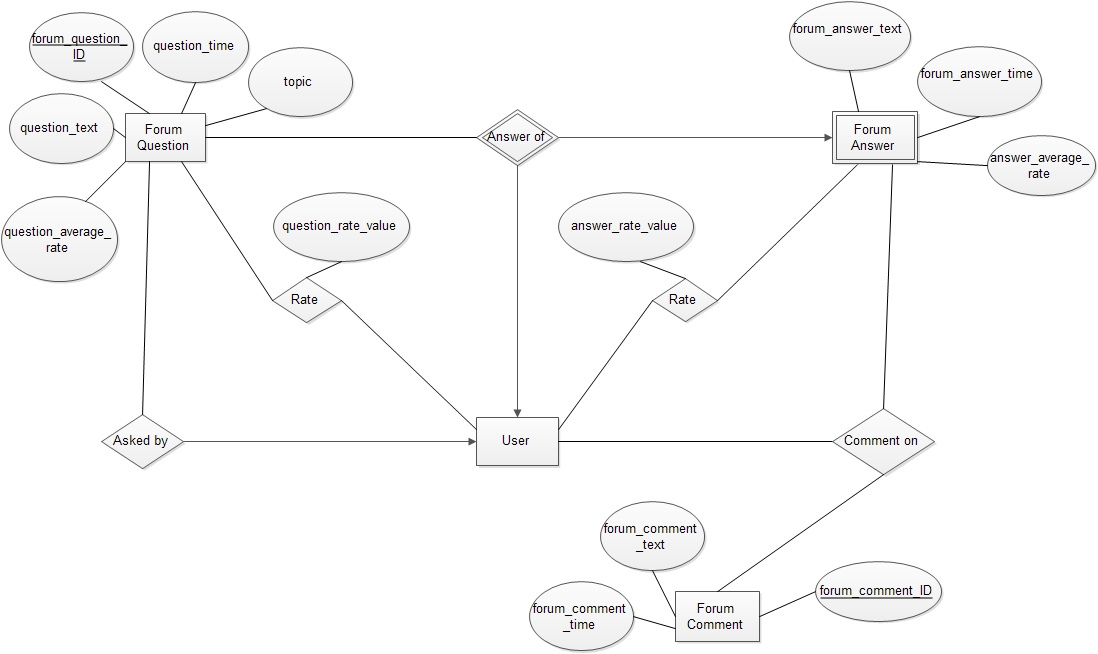 forum_question_
ID
question_time
topic
question_text
Forum
Question
question_average_
rate
Answer of
forum_answer_text
forum_answer_time
Forum
Answer
answer_average_
rate
question_rate_value
answer_rate_value
Rate
Rate
Asked by
User
Comment on
forum_comment
_text
forum_comment
_time
Forum
Comment
forum_comment_ID